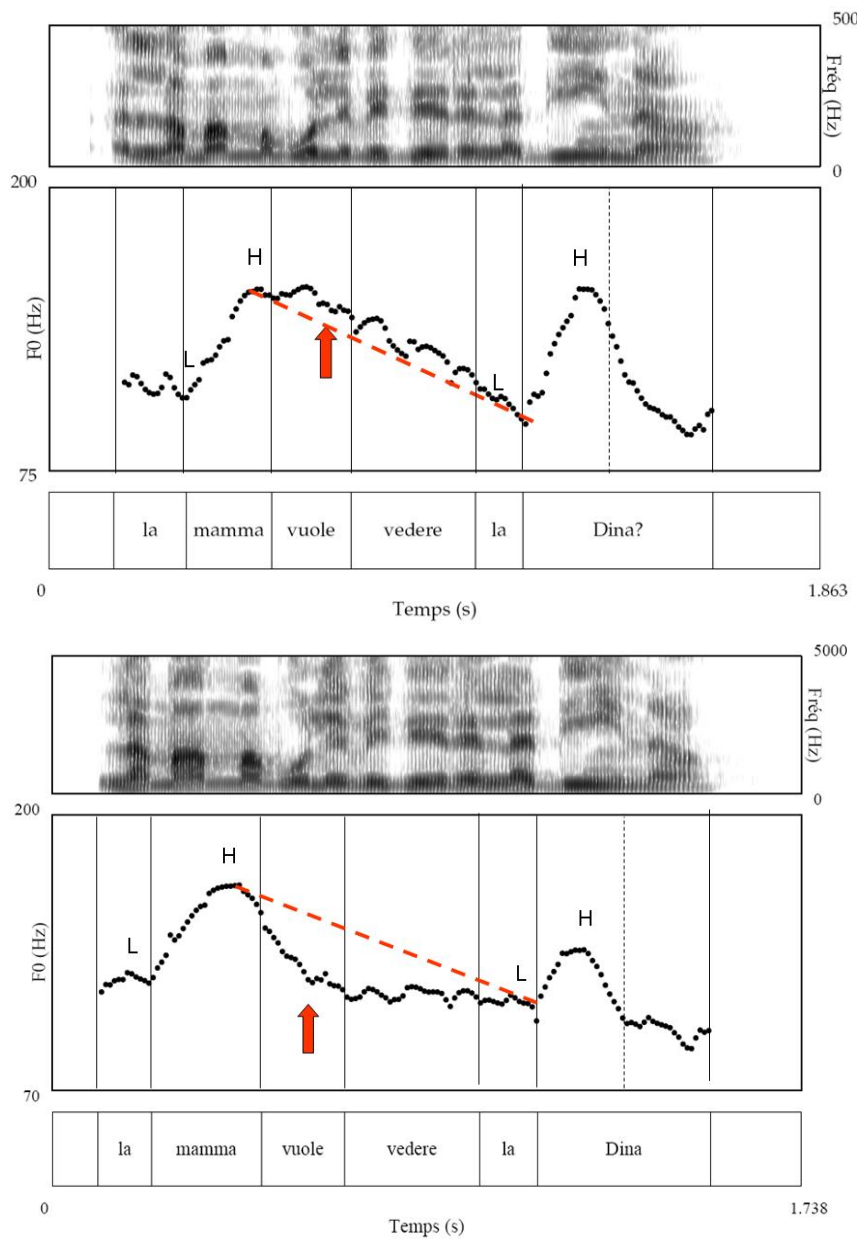 500
Fréq (Hz)
0
200
H
H
F0 (Hz)
L
L
75
la mamma vuole vedere la Dina?
0
1.863
Temps (s)
5000
Fréq (Hz)
0
200
H
H
F0 (Hz)
L
L
70
la mamma vuole vedere la Dina
0
1.738
Temps (s)